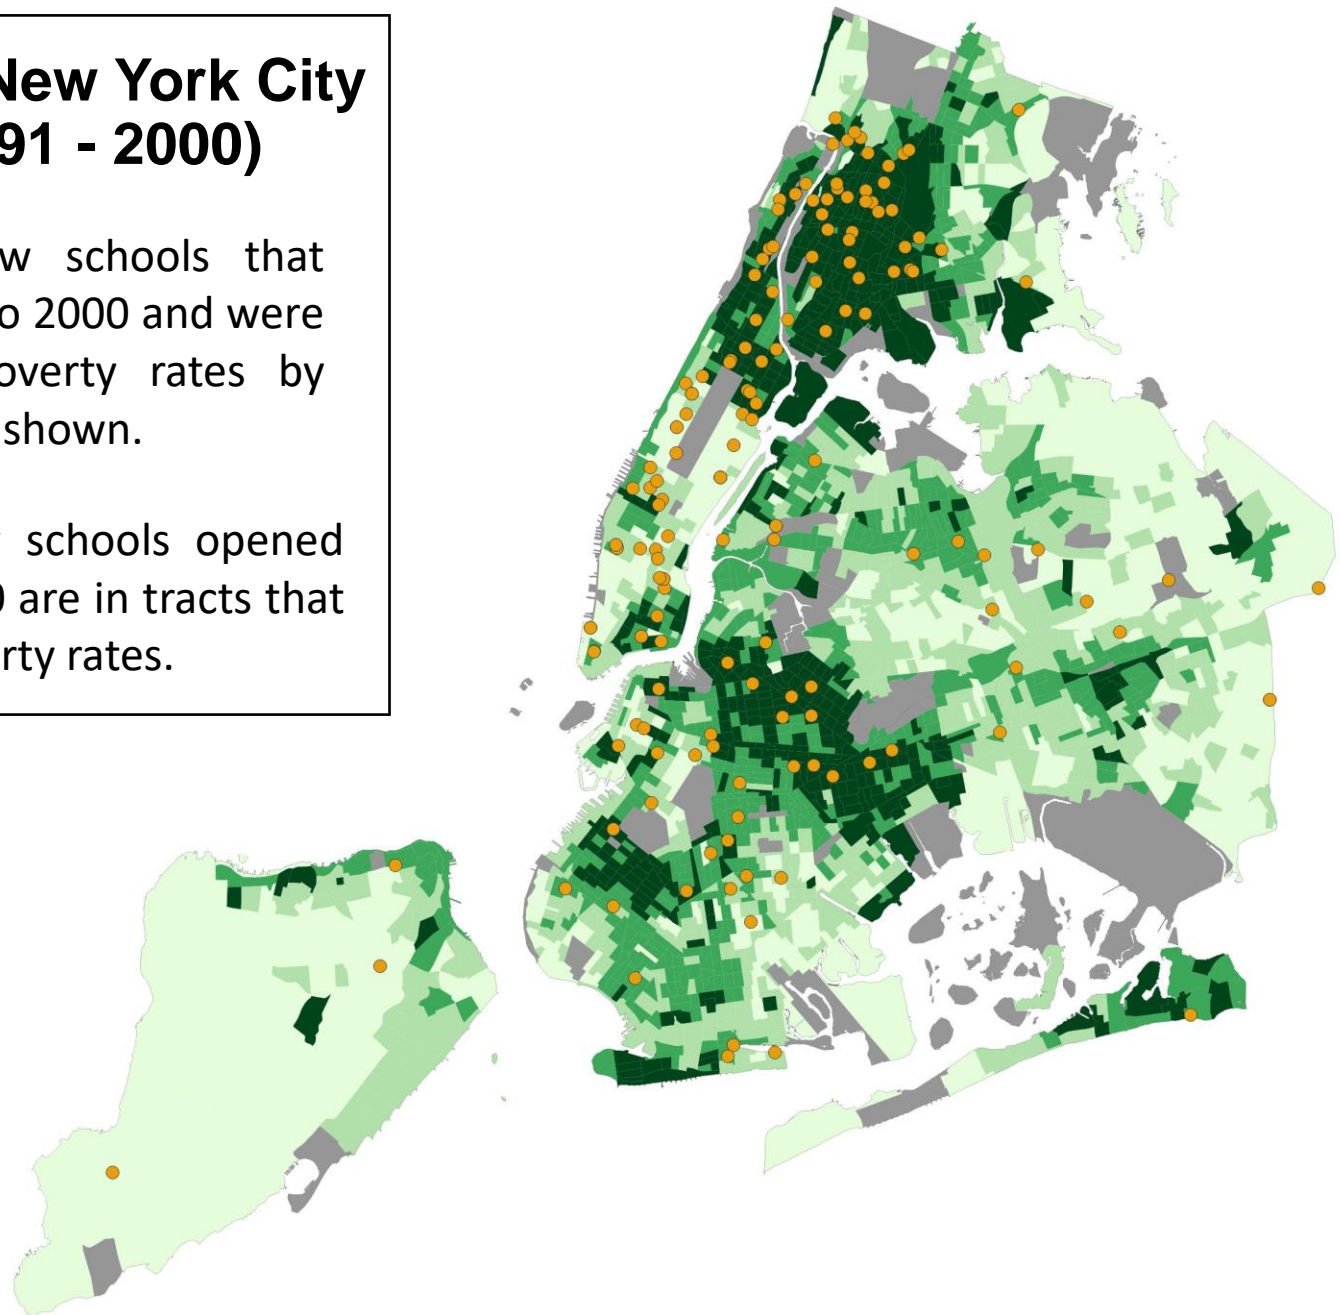 New York City
91 - 2000)
w schools that
o 2000 and were
overty rates by
shown.
schools opened
0 are in tracts that
rty rates.